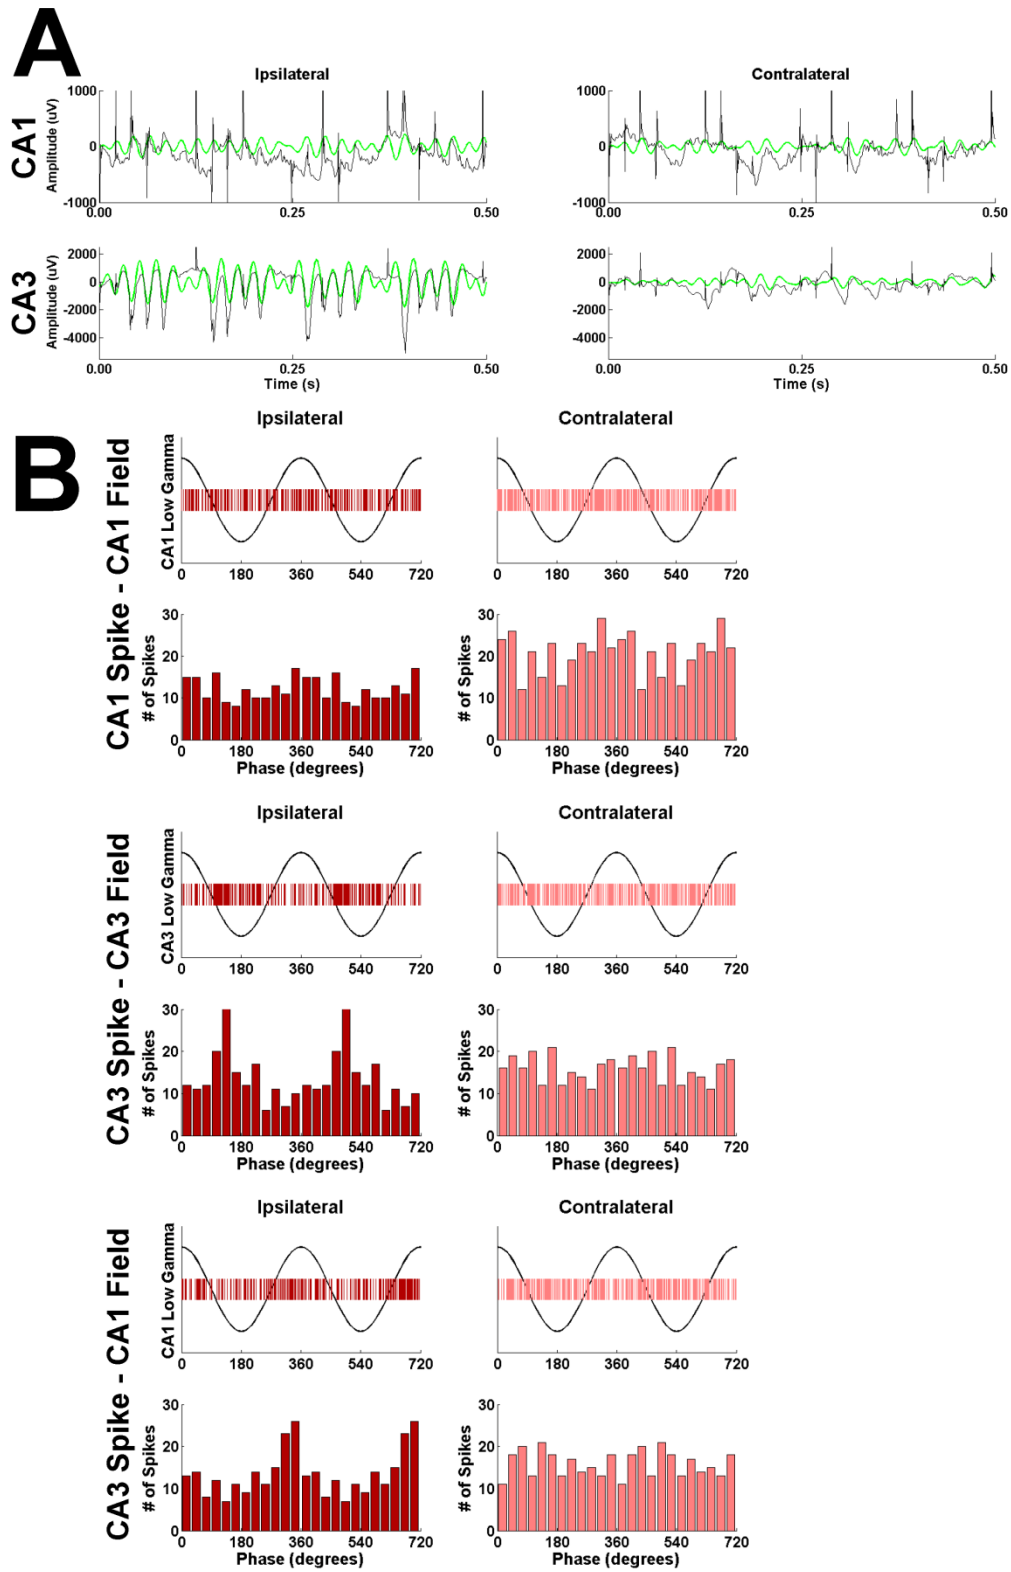 A
Ipsilateral
Contralateral
CA1
Amplitude (uV)
1000
0
-1000
0.00
0.25
0.50
0
0.00
0.25
0.50
CA3
Amplitude (uV)
2000
0
-2000
-4000
0.00
0.25
0.50
Time (s)
2000
0
-2000
-4000
0.00
0.25
0.50
Time (s)
B
CA1 Spike - CA1 Field
Ipsilateral
Contralateral
CA1 Low Gamma
0 180 360 540 720
0 180 360 540 720
# of Spikes
30
20
10
0
0 180 360 540 720
Phase (degrees)
30
20
10
0
0 180 360 540 720
Phase (degrees)
CA3 Spike - CA3 Field
Ipsilateral
Contralateral
CA3 Low Gamma
0 180 360 540 720
0 180 360 540 720
# of Spikes
30
20
10
0
0 180 360 540 720
Phase (degrees)
30
20
10
0
0 180 360 540 720
Phase (degrees)
CA3 Spike - CA1 Field
Ipsilateral
Contralateral
CA1 Low Gamma
0 180 360 540 720
0 180 360 540 720
# of Spikes
30
20
10
0
0 180 360 540 720
Phase (degrees)
# of Spikes
30
20
10
0
0 180 360 540 720
Phase (degrees)